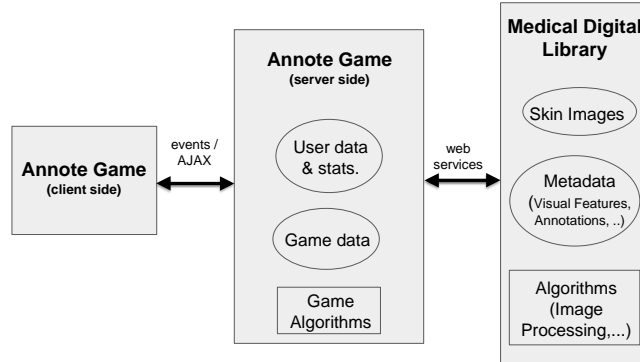 Annote Game
(client side)
events /
AJAX
Annote Game
(server side)
User data
& stats.
Game data
Game
Algorithms
web
services
Medical Digital
Library
Skin Images
Metadata
(Visual Features,
Annotations, ..)
Algorithms
(Image
Processing,...)